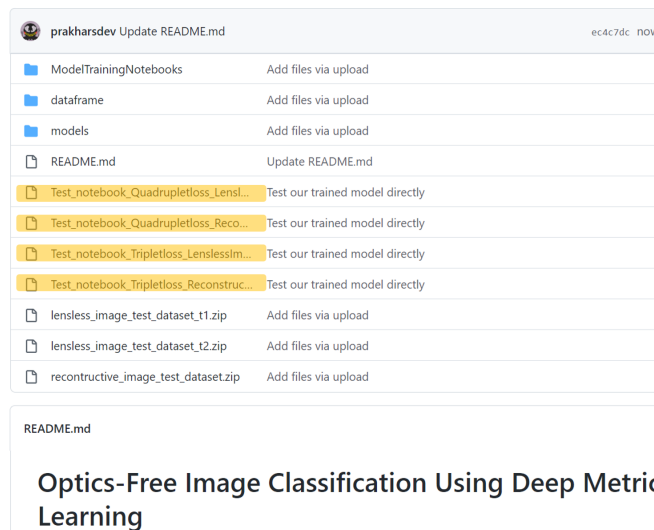 prakharsdev Update README.md ec4c7dc now
ModelTrainingNotebooks Add files via upload
dataframe Add files via upload
models Add files via upload
README.md Update README.md
Test_notebook_Quadrupletloss_Lensl... Test our trained model directly
Test_notebook_Quadrupletloss_Reco... Test our trained model directly
Test_notebook_Tripletloss_LenslessIm... Test our trained model directly
Test_notebook_Tripletloss_Reconstruc... Test our trained model directly
lensless_image_test_dataset_t1.zip Add files via upload
lensless_image_test_dataset_t2.zip Add files via upload
recontructive_image_test_dataset.zip Add files via upload
README.md
Optics-Free Image Classification Using Deep Metric
Learning